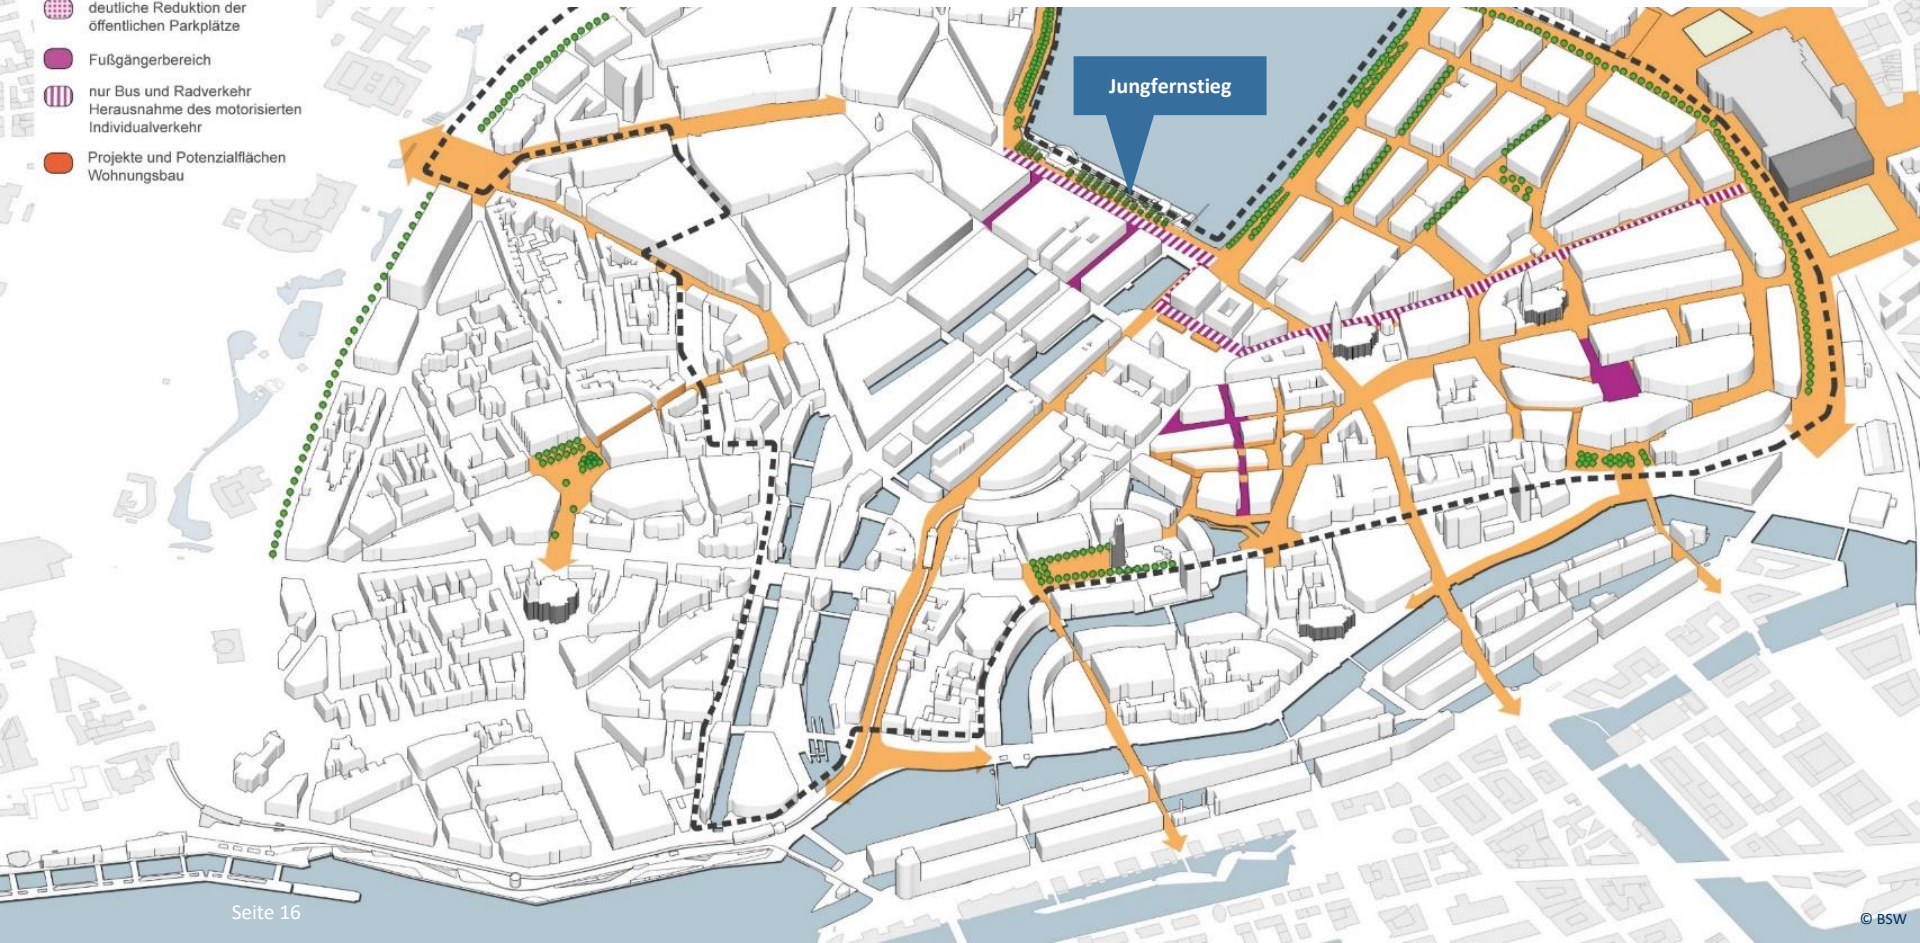 deutliche Reduktion der
öffentlichen Parkplätze
Fußgängerbereich
nur Bus und Radverkehr
Herausnahme des motorisierten
Individualverkehr
Projekte und Potenzialflächen
Wohnungsbau
Jungfernstieg
Seite 16
© BSW